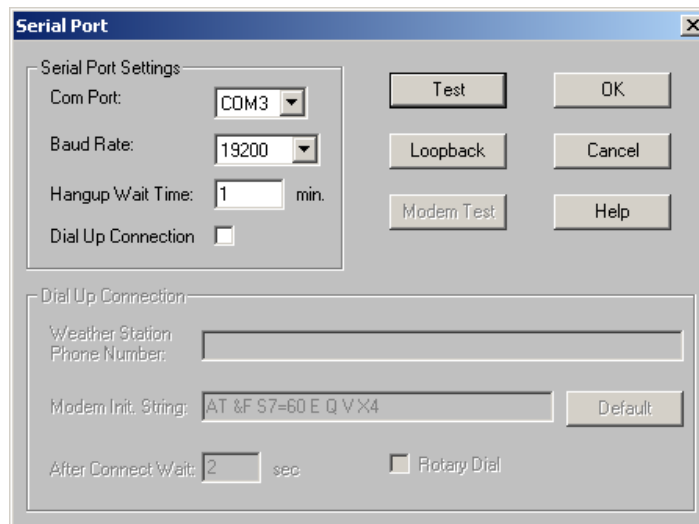 Serial Port
Serial Port Settings
Com Port: COM3
Baud Rate: 19200
Hangup Wait Time: 1 min.
Dial Up Connection
Test
OK
Loopback
Cancel
Modem Test
Help
Dial Up Connection
Weather Station
Phone Number:
Modem Init. String: AT &F S7=60 E Q V X4
Default
After Connect Wait: 2 sec
Rotary Dial